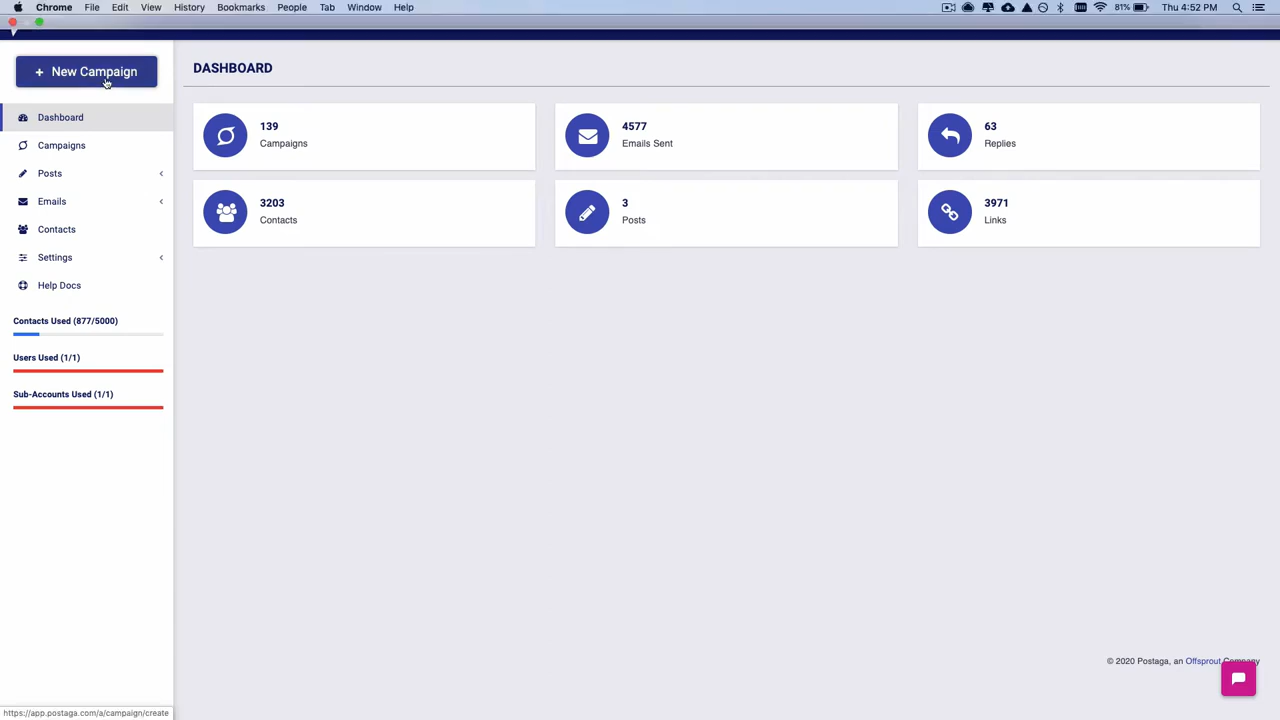 Chrome File Edit View History Bookmarks People Tab Window Help 81% Thu 4:52 PM
+ New Campaign
Dashboard
Campaigns
Posts
Emails
Contacts
Settings
Help Docs
Contacts Used (877/5000)
Users Used (1/1)
Sub-Accounts Used (1/1)
DASHBOARD
139
Campaigns
4577
Emails Sent
63
Replies
3203
Contacts
3
Posts
3971
Links
© 2020 Postaga, an Offsprout Company
https://app.postaga.com/a/campaign/create